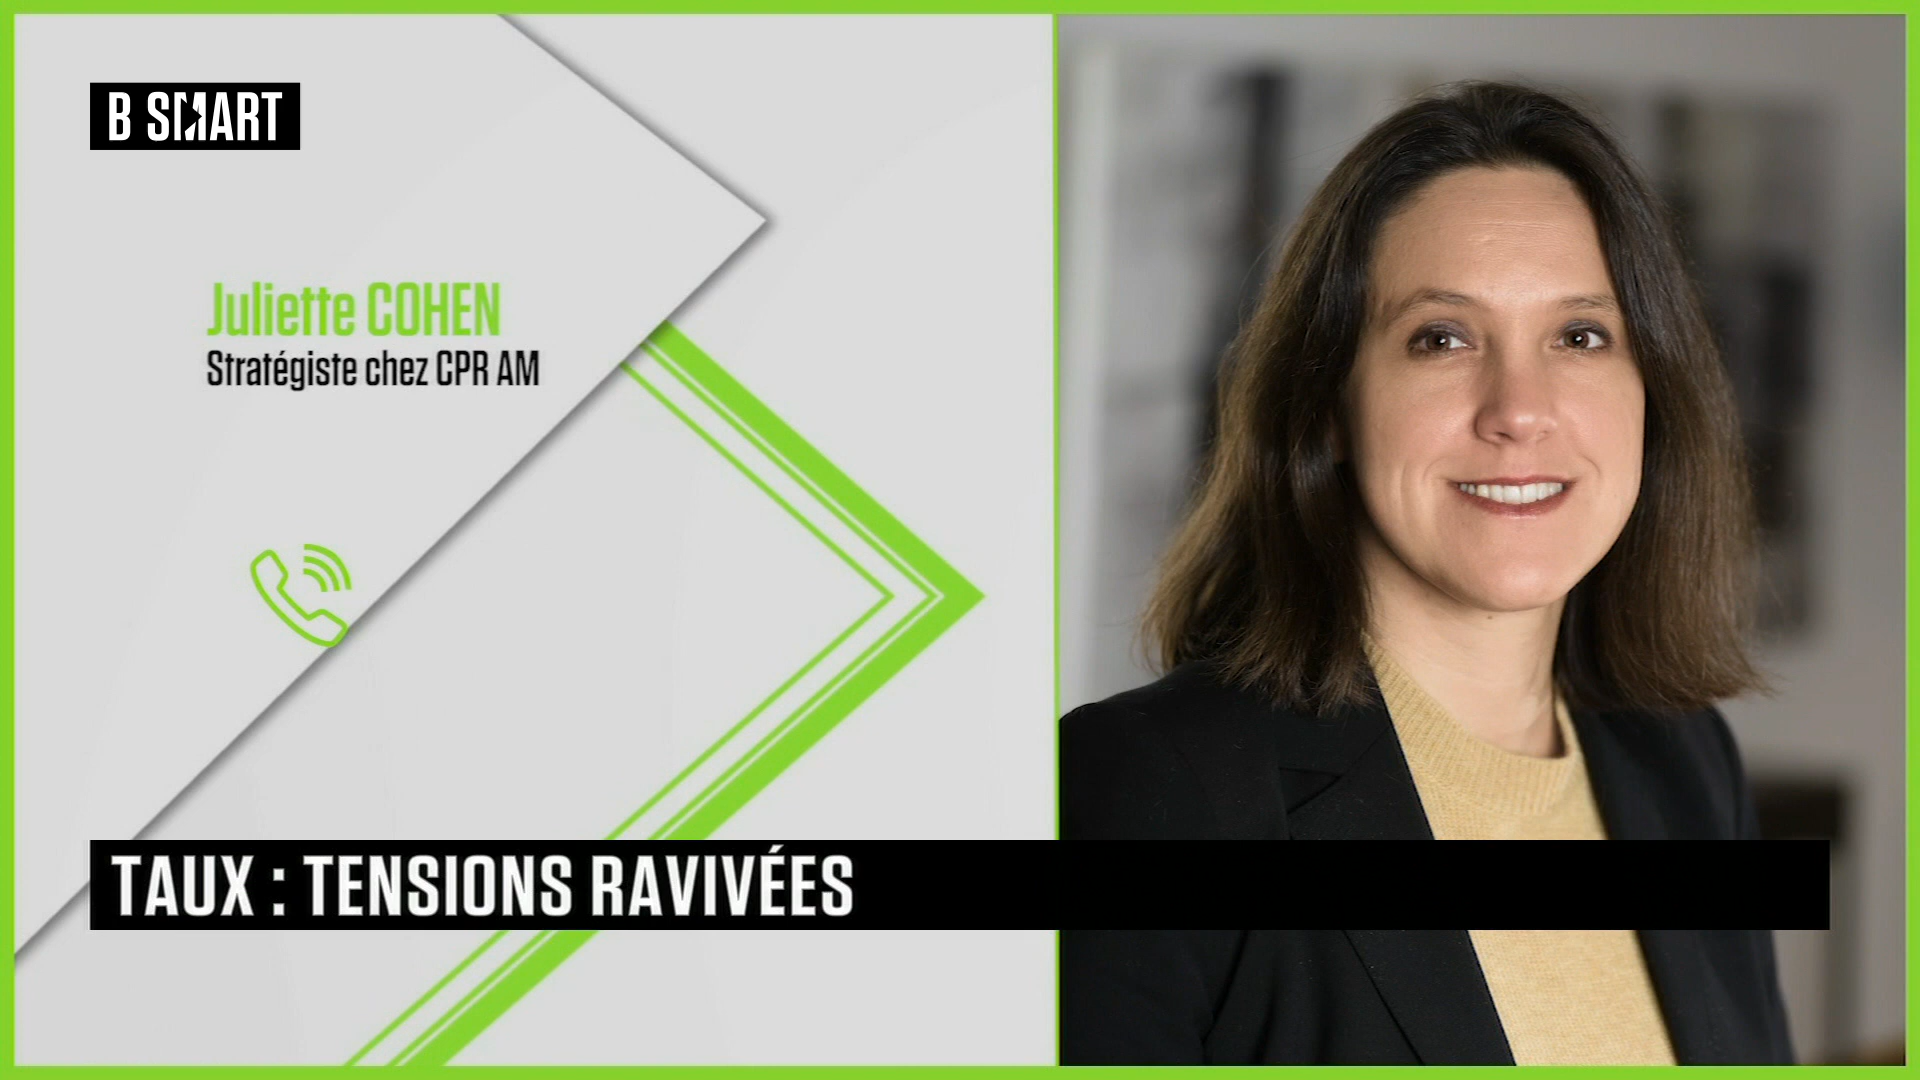 B SMART
Juliette COHEN
Stratégiste chez CPR AM
TAUX : TENSIONS RAVIVÉES